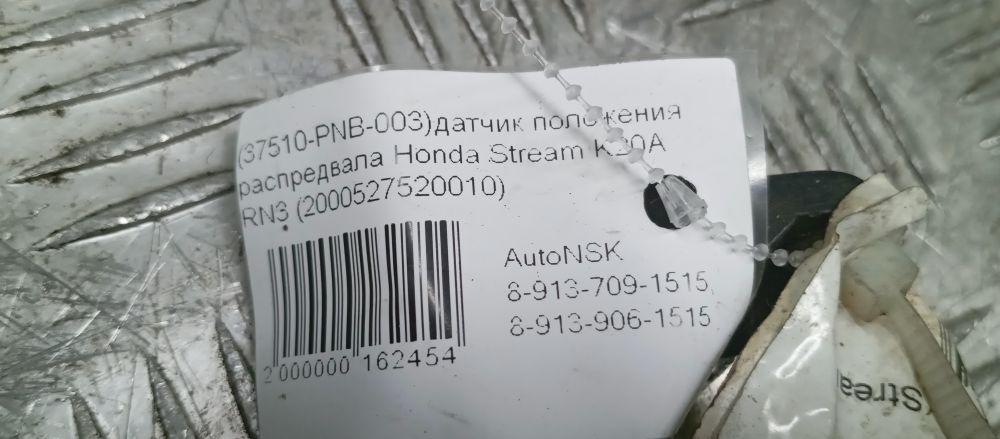 (37510-PNB-003)датчик положения
распредвала Honda Stream K20A
RN3 (2000527520010)
AutoNSK
8-913-709-1515,
8-913-906-1515
2 000000 162454
Strea